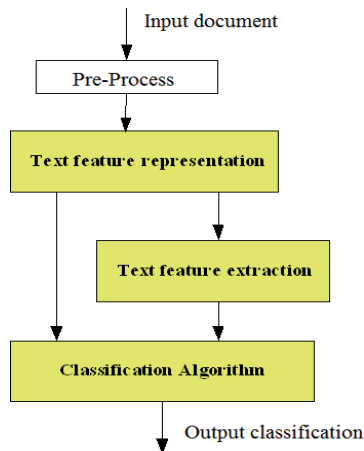 Input document
Pre-Process
Text feature representation
Text feature extraction
Classification Algorithm
Output classification